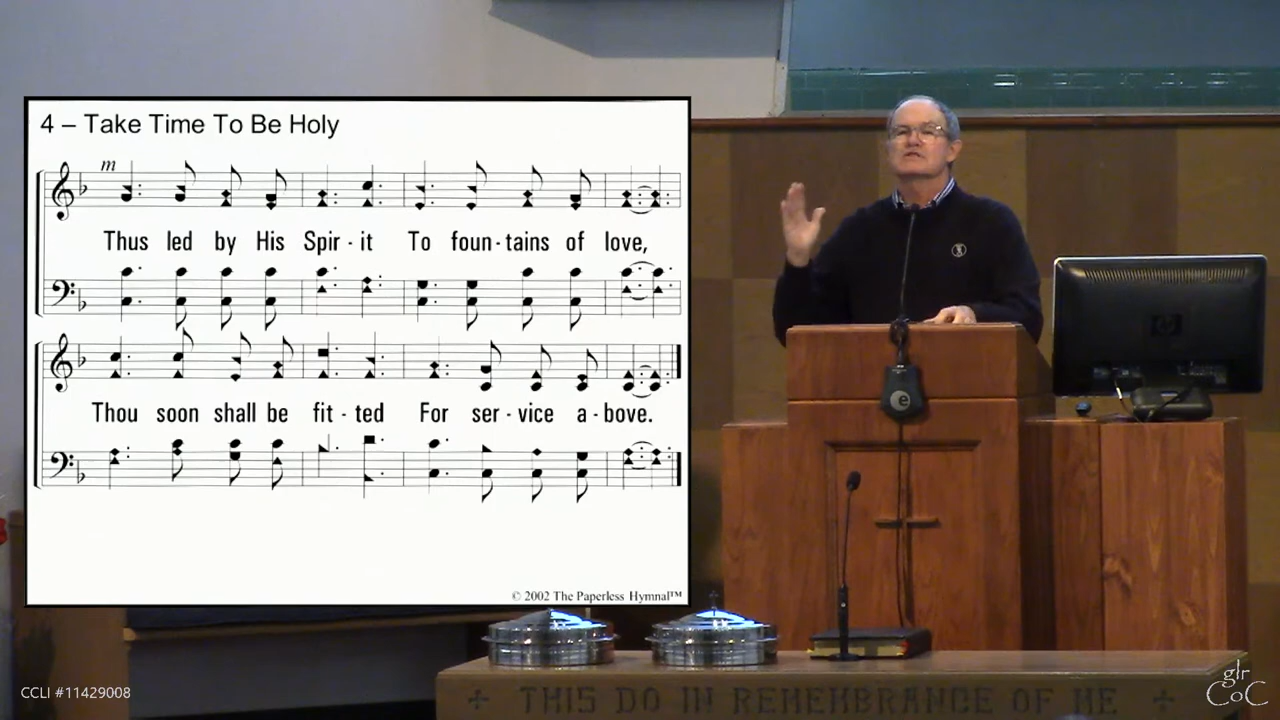 4 – Take Time To Be Holy
m
Thus led by His Spir - it To foun - tains of love,
Thou soon shall be fit - ted For ser - vice a - bove.
© 2002 The Paperless Hymnal™
hp
e
THIS DO IN REMEMBRANCE OF ME
CCLI #11429008
glr
CoC